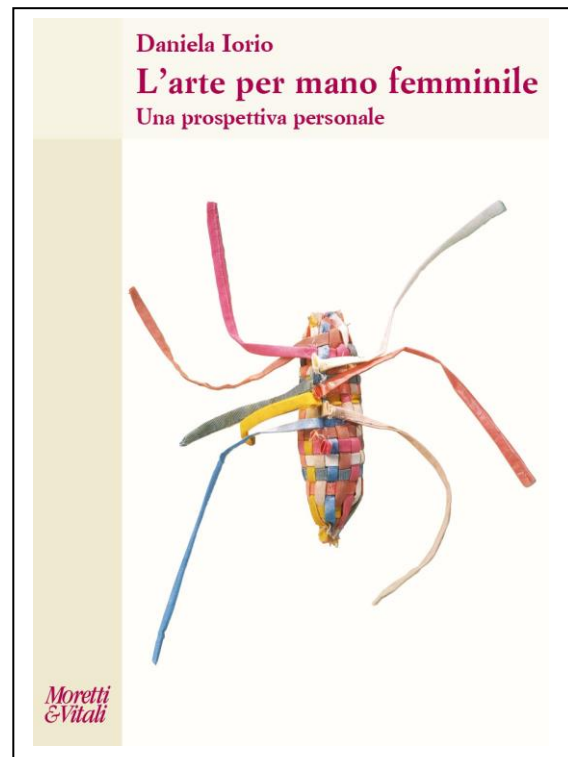 Daniela Iorio
L'arte per mano femminile
Una prospettiva personale
Moretti
&Vitali